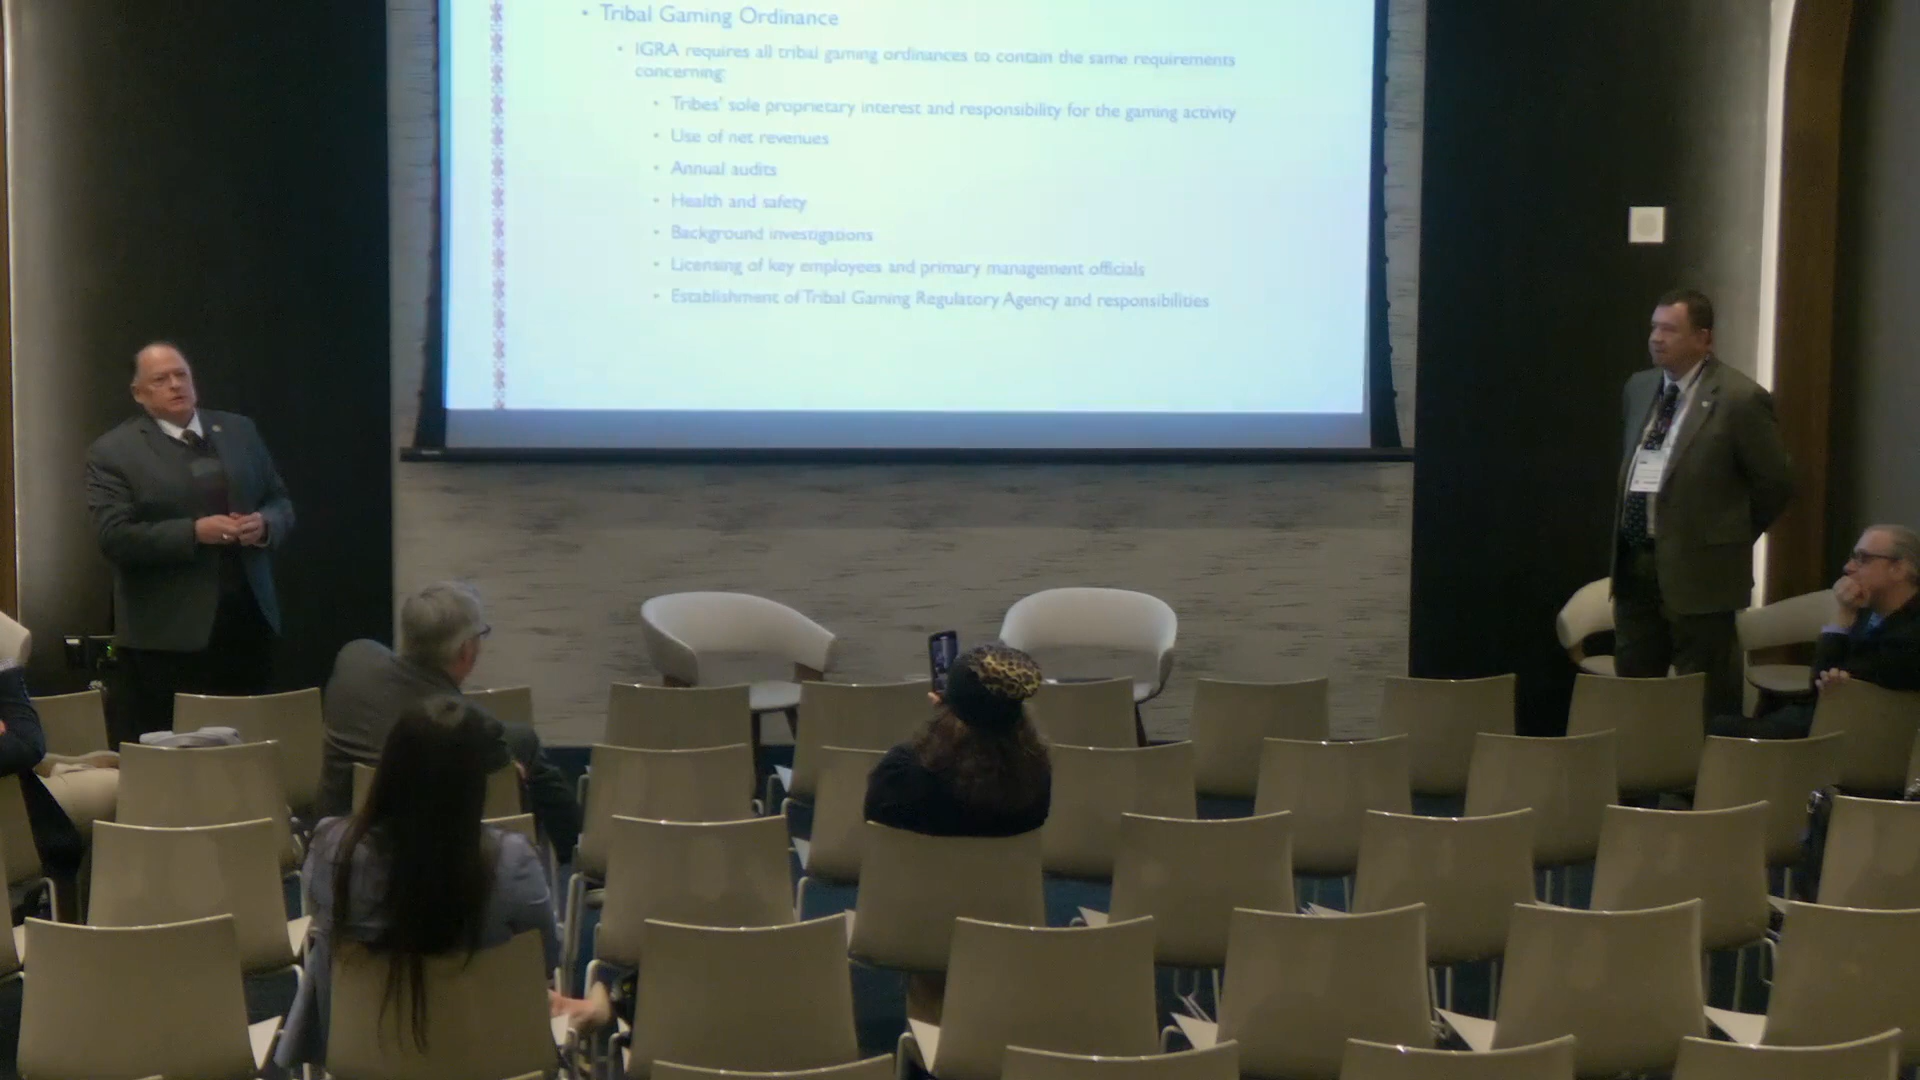 • Tribal Gaming Ordinance
• IGRA requires all tribal gaming ordinances to contain the same requirements
concerning:
• Tribes' sole proprietary interest and responsibility for the gaming activity
• Use of net revenues
• Annual audits
• Health and safety
• Background investigations
• Licensing of key employees and primary management officials
• Establishment of Tribal Gaming Regulatory Agency and responsibilities